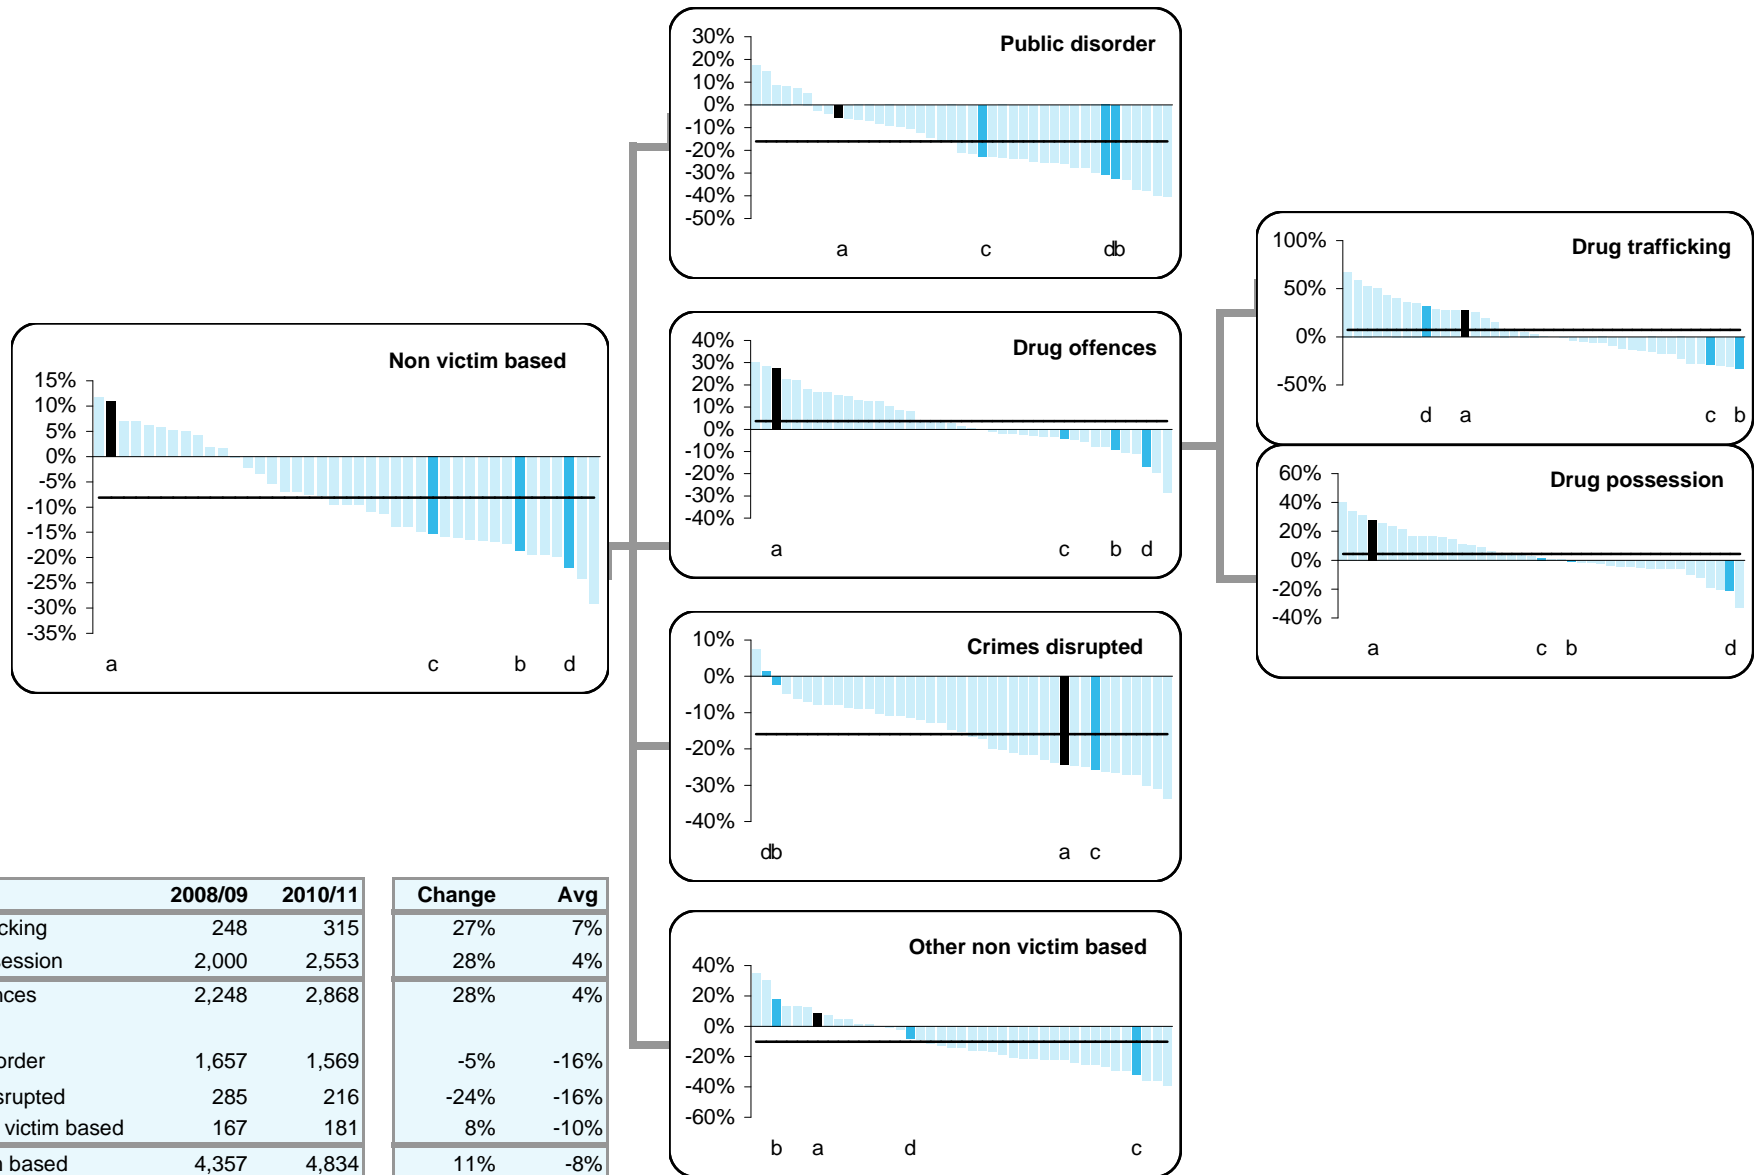 30%
Public disorder
20%
10%
0%
-10%
-20%
-30%
-40%
-50%
a c db
100%
Drug trafficking
50%
0%
-50%
d a c b
40%
Drug offences
30%
20%
10%
0%
-10%
-20%
-30%
-40%
a c b d
Non victim based
15%
10%
5%
0%
-5%
-10%
-15%
-20%
-25%
-30%
-35%
a c b d
60%
Drug possession
40%
20%
0%
-20%
-40%
a c b d
10%
Crimes disrupted
0%
-10%
-20%
-30%
-40%
db a c
Other non victim based
40%
20%
0%
-20%
-40%
-60%
b a d c
2008/09 2010/11 Change Avg
cking 248 315 27% 7%
session 2,000 2,553 28% 4%
nces 2,248 2,868 28% 4%
order 1,657 1,569 -5% -16%
srupted 285 216 -24% -16%
victim based 167 181 8% -10%
n based 4,357 4,834 11% -8%